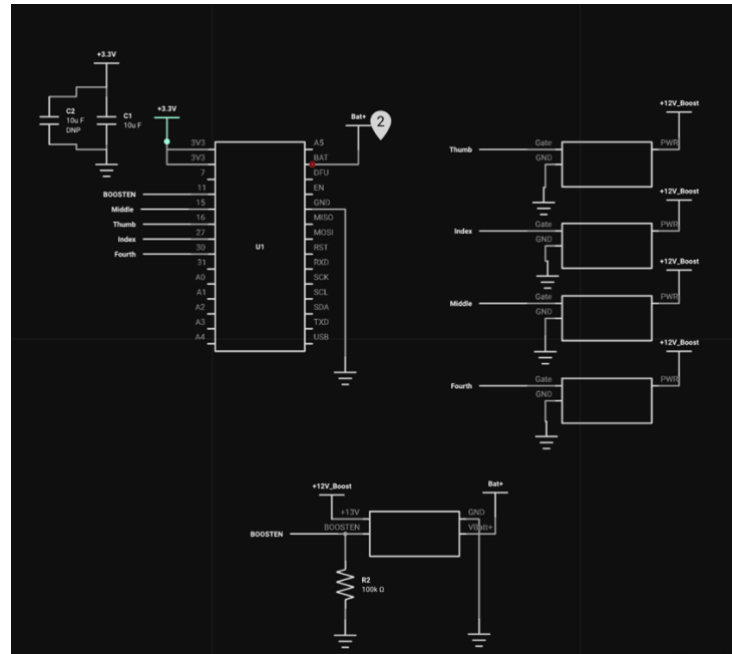 +3.3V
C2
10u F
DNP
C1
10u F
+3.3V
Bat+
2
3V3
3V3
7
11
15
16
27
30
31
A0
A1
A2
A3
A4
BOOSTEN
Middle
Thumb
Index
Fourth
U1
A5
BAT
DFU
EN
GND
MISO
MOSI
RST
RXD
SCK
SCL
SDA
TXD
USB
+12V_Boost
Thumb
Gate
GND
PWR
+12V_Boost
Index
Gate
GND
PWR
+12V_Boost
Middle
Gate
GND
PWR
+12V_Boost
Fourth
Gate
GND
PWR
+12V_Boost
Bat+
+13V
GND
BOOSTEN
BOOSTEN
VBatt+
R2
100k Ω